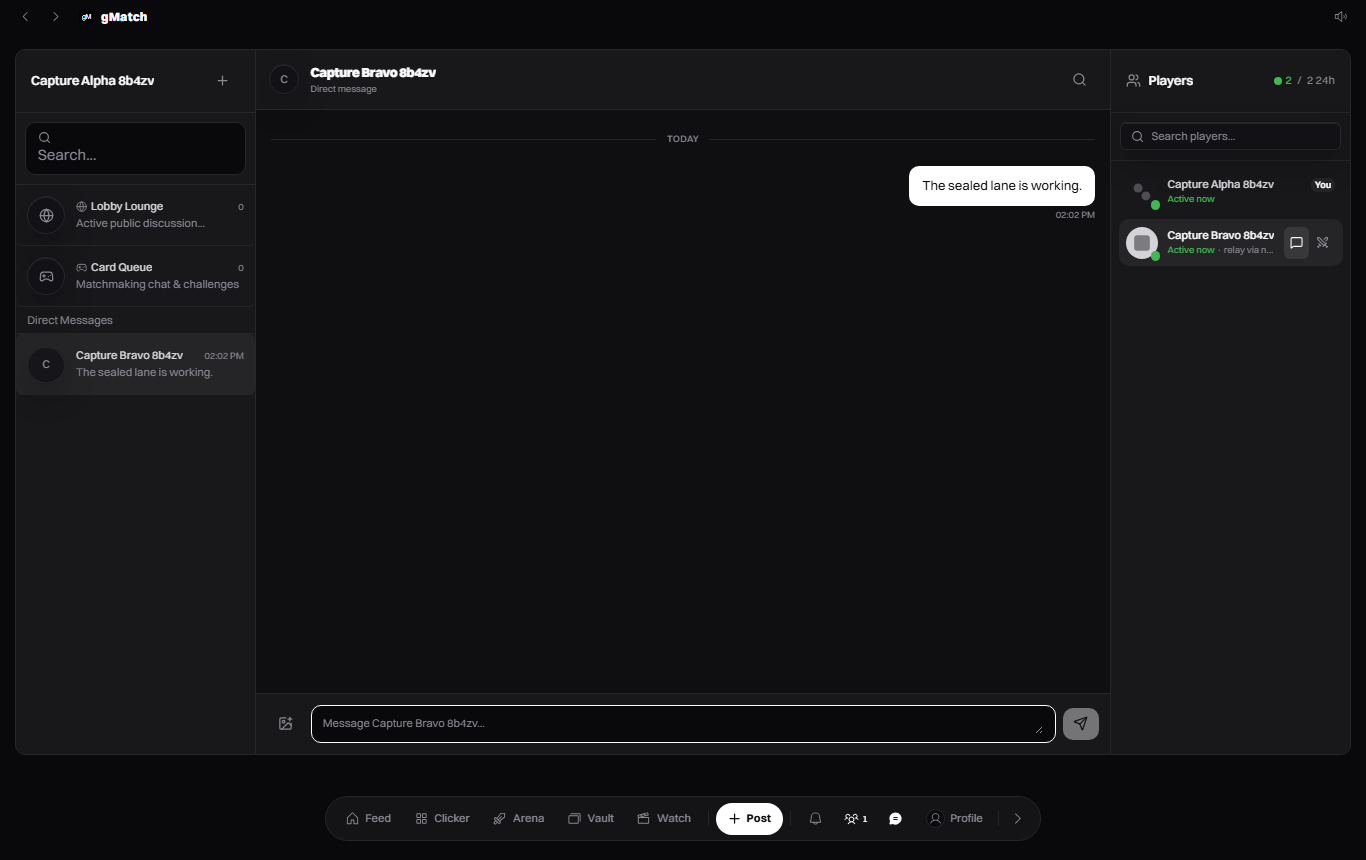 gM gMatch
Capture Alpha 8b4zv
Search...
Lobby Lounge 0
Active public discussion...
Card Queue 0
Matchmaking chat & challenges
Direct Messages
Capture Bravo 8b4zv 02:02 PM
The sealed lane is working.
C
C
Capture Bravo 8b4zv
Direct message
TODAY
The sealed lane is working.
02:02 PM
Message Capture Bravo 8b4zv...
Players 2 / 2 24h
Search players...
Capture Alpha 8b4zv You
Active now
Capture Bravo 8b4zv
Active now · relay via n...
Feed Clicker Arena Vault Watch + Post 1 Profile